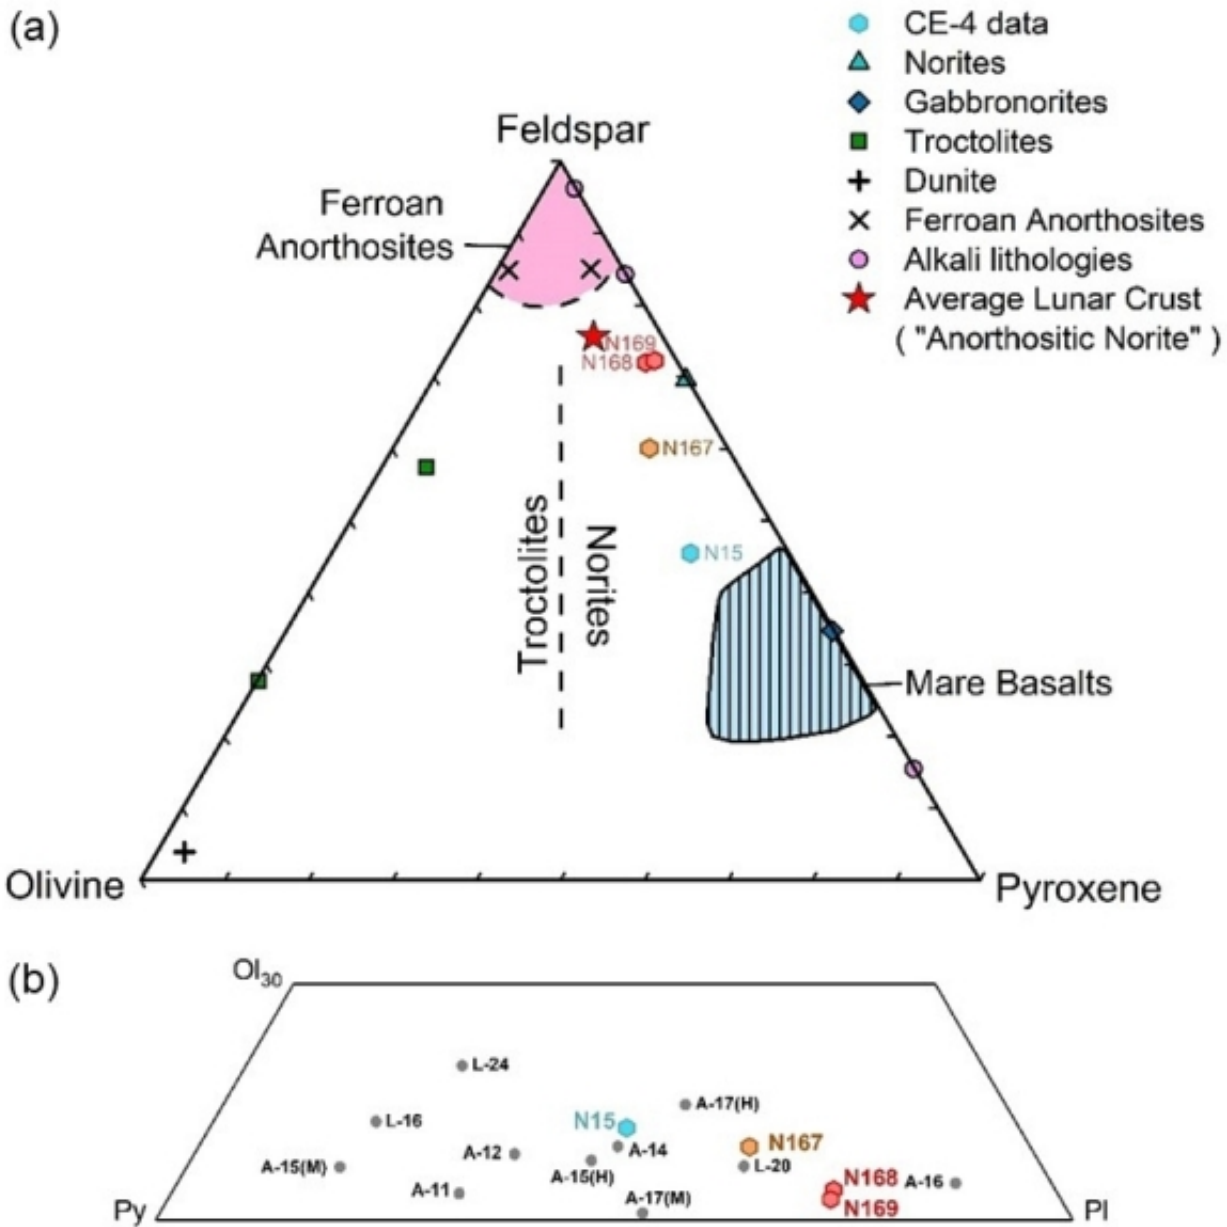 (a)
CE-4 data
Norites
Gabbronorites
Troctolites
Dunite
Ferroan Anorthosites
Alkali lithologies
Average Lunar Crust
( "Anorthositic Norite" )
Feldspar
Ferroan
Anorthosites
N169
N168
N167
N15
Troctolites
Norites
Mare Basalts
Olivine
Pyroxene
(b)
Ol30
L-24
A-17(H)
L-16
N15
A-14
N167
A-12
A-15(M)
A-15(H)
L-20
N168
A-16
A-11
A-17(M)
N169
Py
Pl